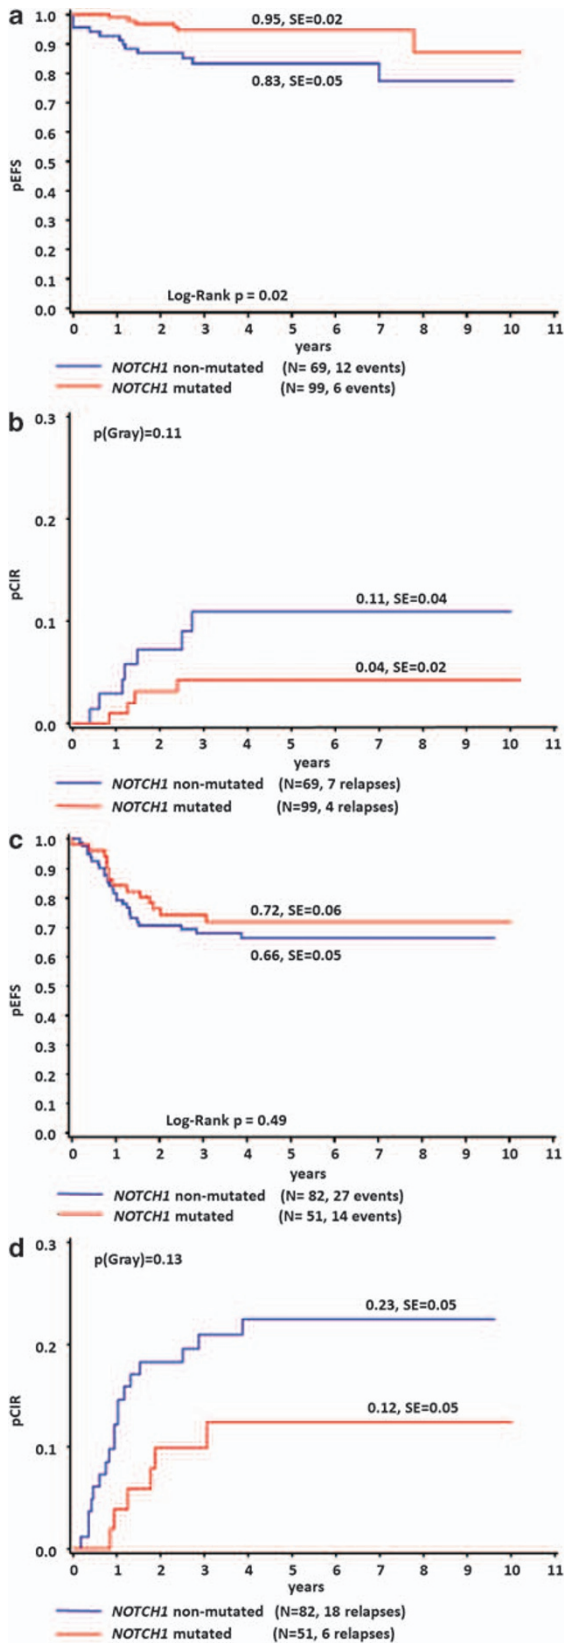 a
1.0
0.9
0.8
0.7
0.6
0.5
0.4
0.3
0.2
0.1
0.0
pEFS
0.95, SE=0.02
0.83, SE=0.05
Log-Rank p = 0.02
0 1 2 3 4 5 6 7 8 9 10 11
years
NOTCH1 non-mutated (N= 69, 12 events)
NOTCH1 mutated (N= 99, 6 events)
b
0.3
0.2
0.1
0.0
pCIR
p(Gray)=0.11
0.11, SE=0.04
0.04, SE=0.02
0 1 2 3 4 5 6 7 8 9 10 11
years
NOTCH1 non-mutated (N=69, 7 relapses)
NOTCH1 mutated (N=99, 4 relapses)
c
1.0
0.9
0.8
0.7
0.6
0.5
0.4
0.3
0.2
0.1
0.0
pEFS
0.72, SE=0.06
0.66, SE=0.05
Log-Rank p = 0.49
0 1 2 3 4 5 6 7 8 9 10 11
years
NOTCH1 non-mutated (N= 82, 27 events)
NOTCH1 mutated (N= 51, 14 events)
d
0.3
0.2
0.1
0.0
pCIR
p(Gray)=0.13
0.23, SE=0.05
0.12, SE=0.05
0 1 2 3 4 5 6 7 8 9 10 11
years
NOTCH1 non-mutated (N=82, 18 relapses)
NOTCH1 mutated (N=51, 6 relapses)